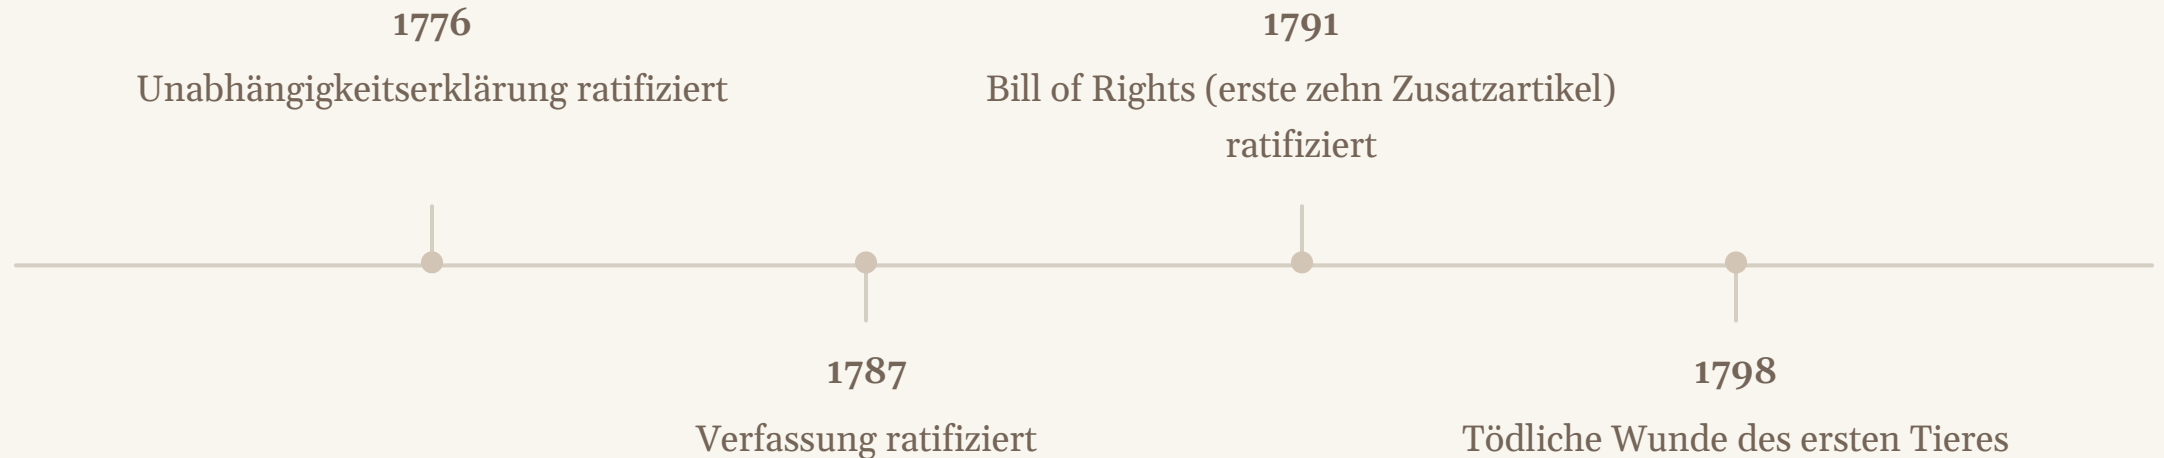 1776
Unabhängigkeitserklärung ratifiziert
1791
Bill of Rights (erste zehn Zusatzartikel)
ratifiziert
1787
Verfassung ratifiziert
1798
Tödliche Wunde des ersten Tieres